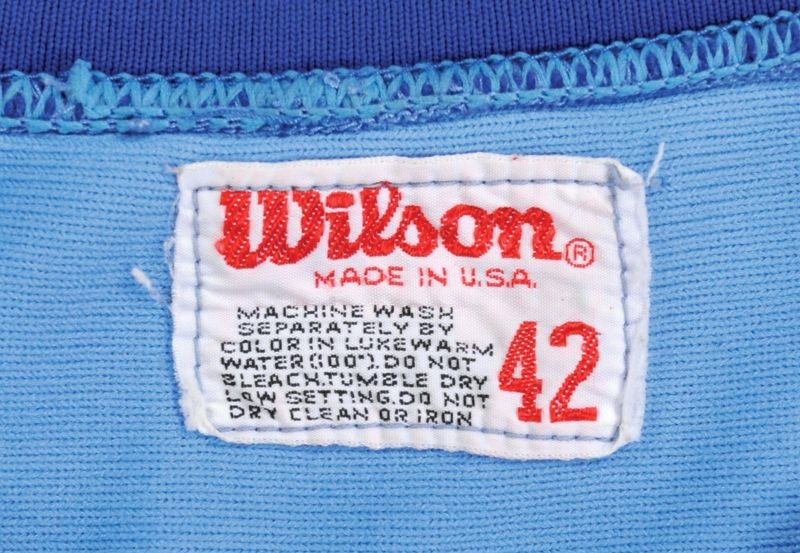 Wilson®
MADE IN U.S.A.
MACHINE WASH
SEPARATELY BY
COLOR IN LUKEWARM
WATER(100°).DO NOT
BLEACH.TUMBLE DRY
LOW SETTING.DO NOT
DRY CLEAN OR IRON
42